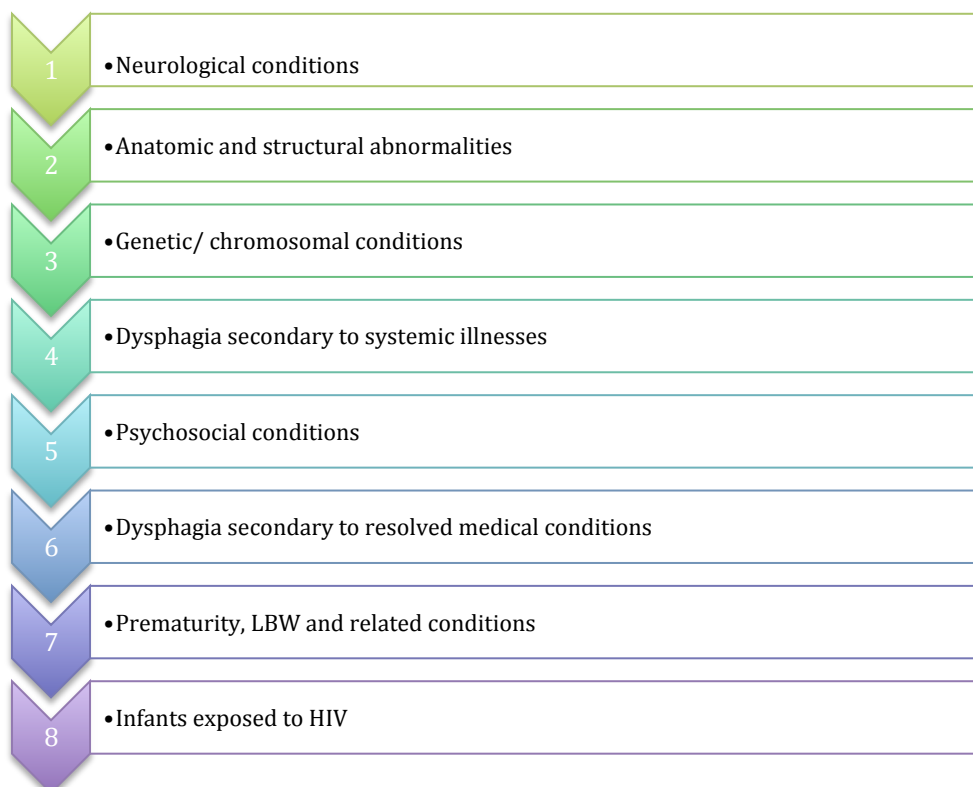 1
•Neurological conditions
2
•Anatomic and structural abnormalities
3
•Genetic/ chromosomal conditions
4
•Dysphagia secondary to systemic illnesses
5
•Psychosocial conditions
6
•Dysphagia secondary to resolved medical conditions
7
•Prematurity, LBW and related conditions
8
•Infants exposed to HIV